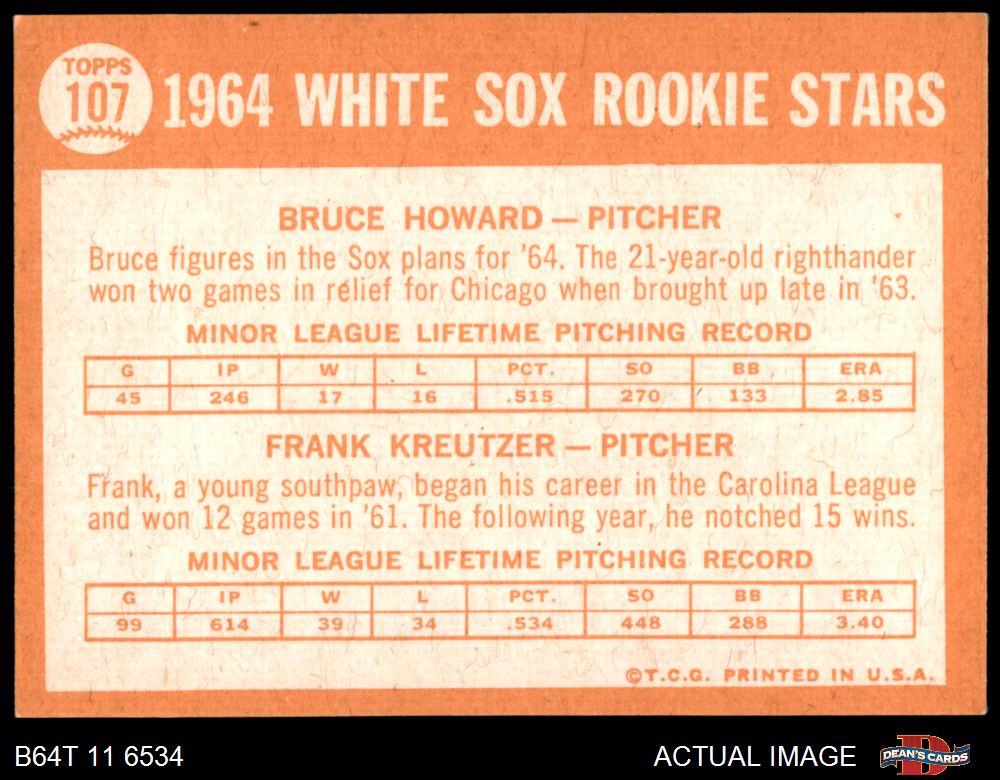 TOPPS
107
1964 WHITE SOX ROOKIE STARS
BRUCE HOWARD — PITCHER
Bruce figures in the Sox plans for '64. The 21-year-old righthander
won two games in relief for Chicago when brought up late in '63.
MINOR LEAGUE LIFETIME PITCHING RECORD
G IP W L PCT. SO BB ERA
45 246 17 16 .515 270 133 2.85
FRANK KREUTZER — PITCHER
Frank, a young southpaw, began his career in the Carolina League
and won 12 games in '61. The following year, he notched 15 wins.
MINOR LEAGUE LIFETIME PITCHING RECORD
G IP W L PCT. SO BB ERA
99 614 39 34 .534 448 288 3.40
©T.C.G. PRINTED IN U.S.A.
B64T 11 6534
ACTUAL IMAGE
DEAN'S CARDS